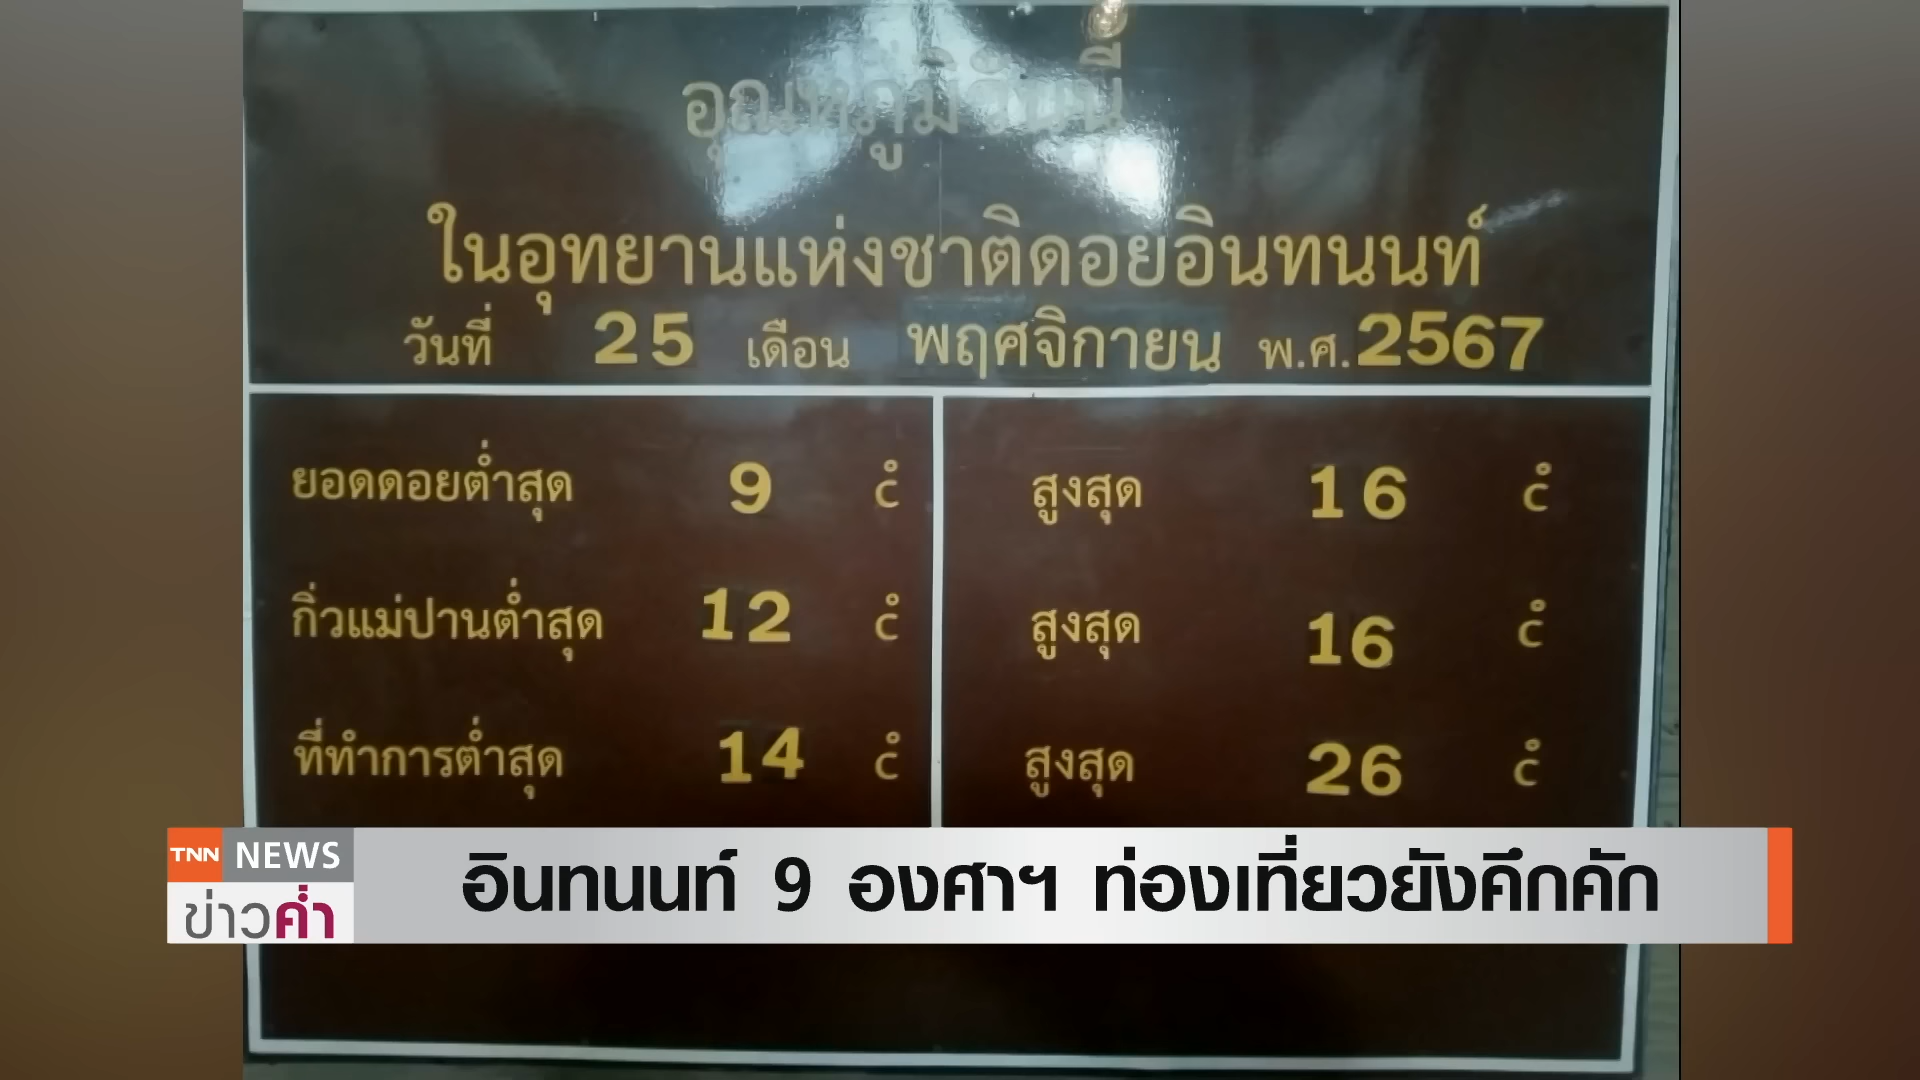 อุณหภูมิวันนี้
ในอุทยานแห่งชาติดอยอินทนนท์
วันที่ 25 เดือน พฤศจิกายน พ.ศ. 2567
ยอดดอยต่ำสุด 9 °C สูงสุด 16 °C
กิ่วแม่ปานต่ำสุด 12 °C สูงสุด 16 °C
ที่ทำการต่ำสุด 14 °C สูงสุด 26 °C
TNN NEWS
ข่าวค่ำ
อินทนนท์ 9 องศาฯ ท่องเที่ยวยังคึกคัก